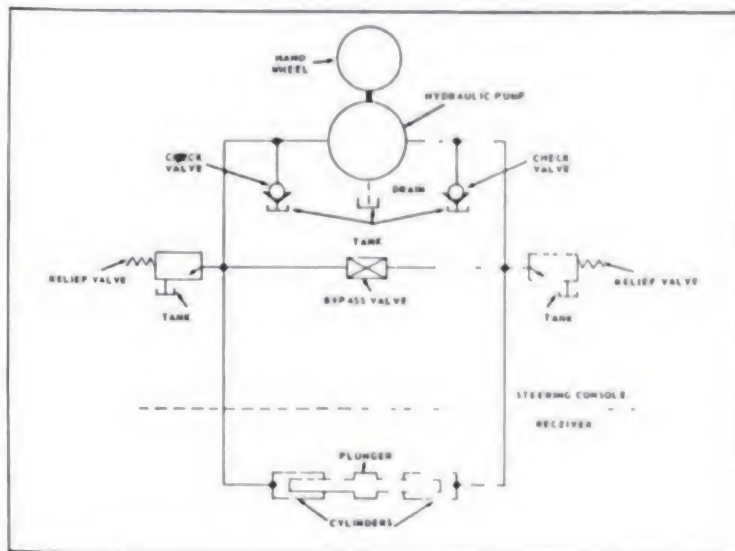 HAND
WHEEL
HYDRAULIC PUMP
CHECK
VALVE
CHECK
VALVE
DRAIN
TANK
RELIEF VALVE
TANK
BYPASS VALVE
RELIEF VALVE
TANK
STEERING CONSOLE
RECEIVER
PLUNGER
CYLINDERS